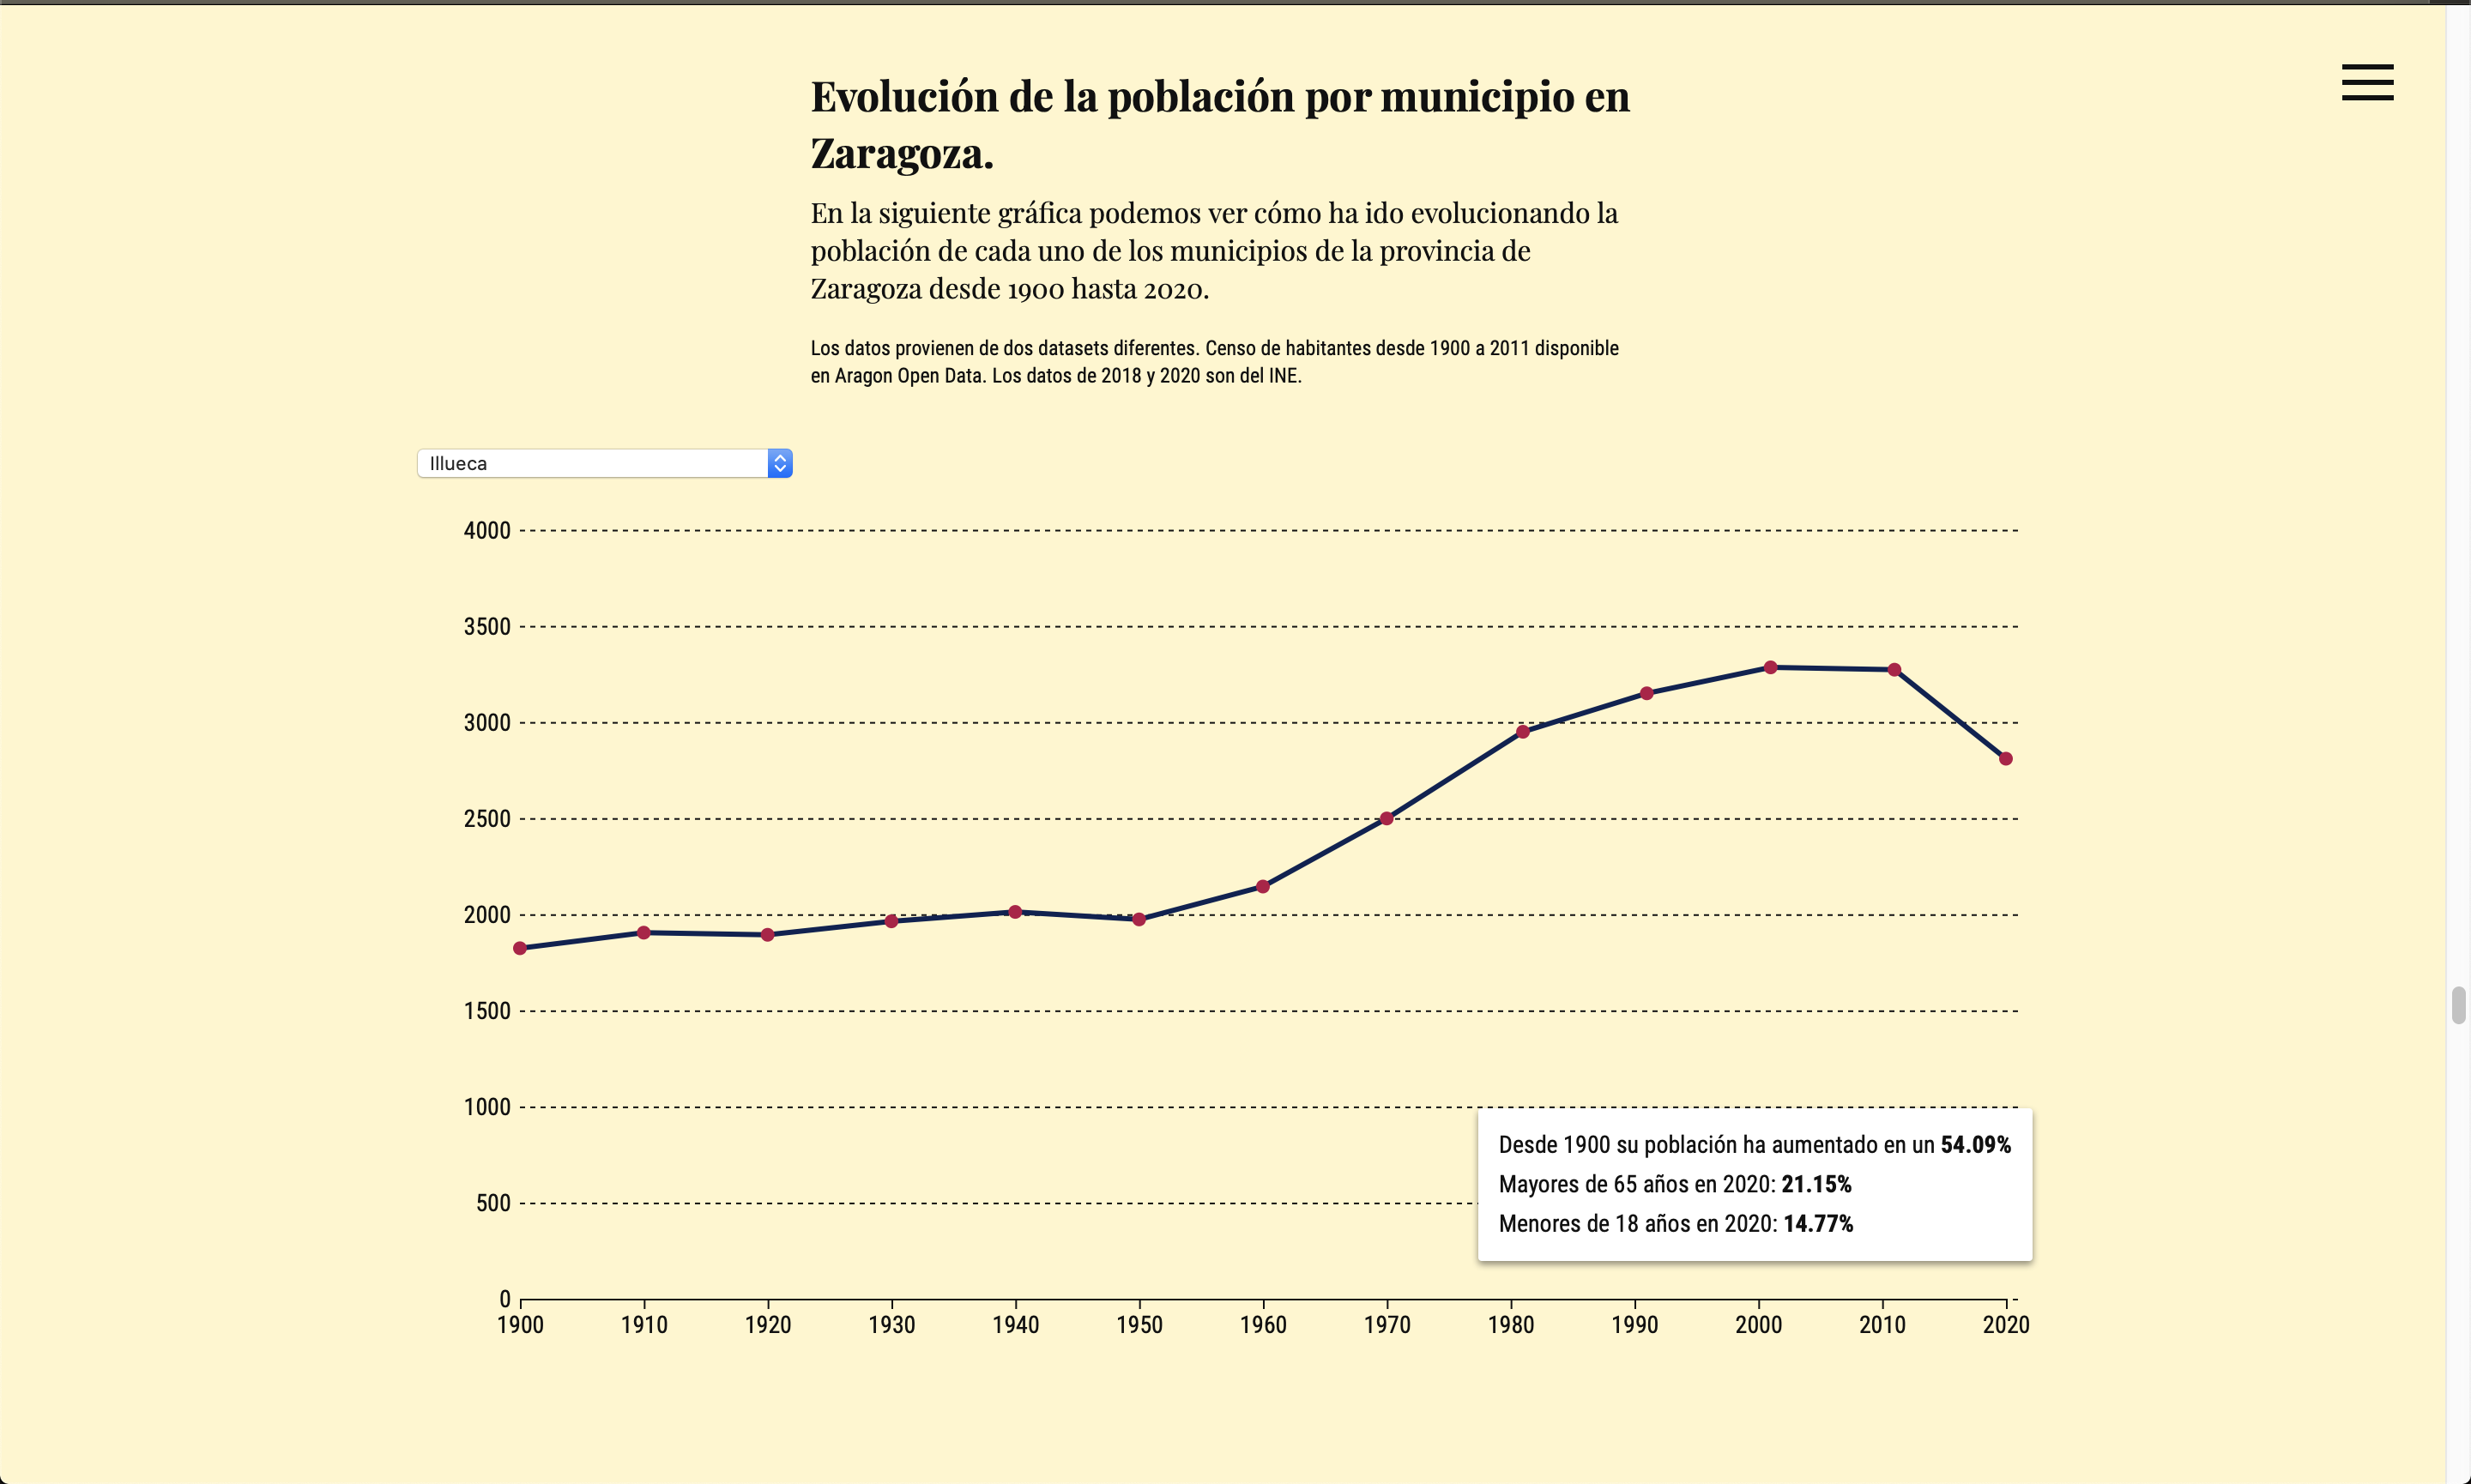 Evolución de la población por municipio en
Zaragoza.
En la siguiente gráfica podemos ver cómo ha ido evolucionando la
población de cada uno de los municipios de la provincia de
Zaragoza desde 1900 hasta 2020.
Los datos provienen de dos datasets diferentes. Censo de habitantes desde 1900 a 2011 disponible
en Aragon Open Data. Los datos de 2018 y 2020 son del INE.
Illueca
4000
3500
3000
2500
2000
1500
1000
500
0
Desde 1900 su población ha aumentado en un 54.09%
Mayores de 65 años en 2020: 21.15%
Menores de 18 años en 2020: 14.77%
1900 1910 1920 1930 1940 1950 1960 1970 1980 1990 2000 2010 2020